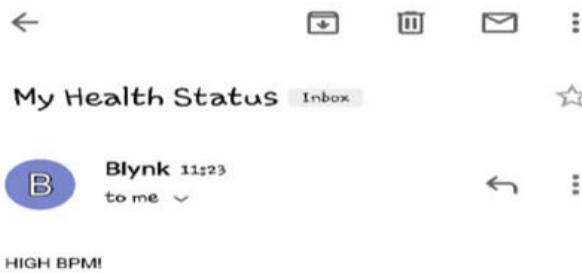 My Health Status Inbox
B
Blynk 11:23
to me
HIGH BPM!